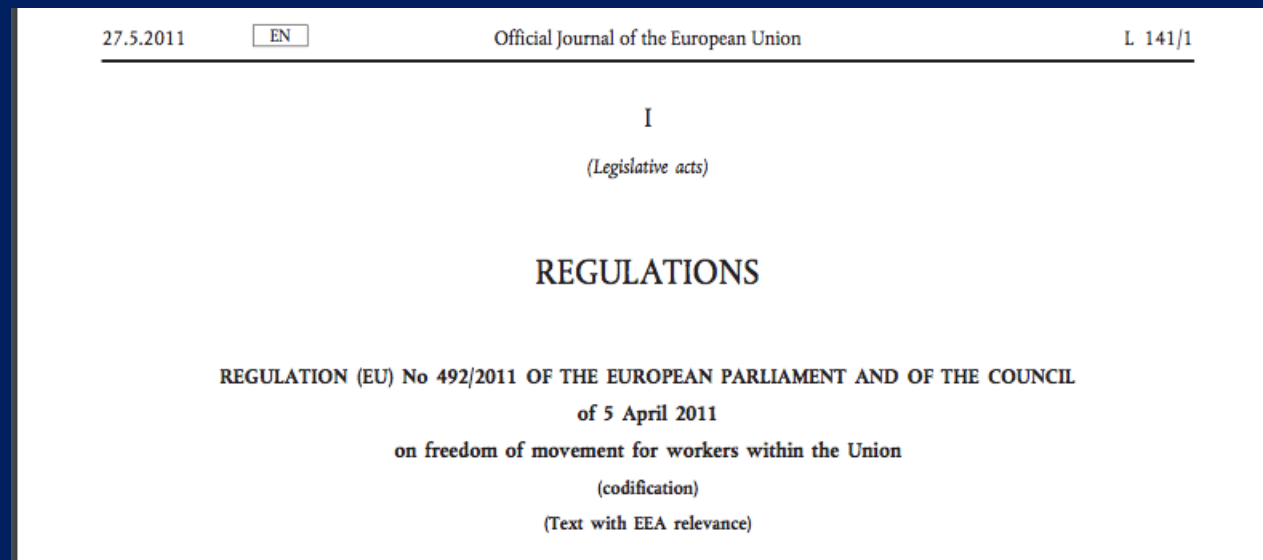 27.5.2011 EN Official Journal of the European Union L 141/1
I
(Legislative acts)
REGULATIONS
REGULATION (EU) No 492/2011 OF THE EUROPEAN PARLIAMENT AND OF THE COUNCIL
of 5 April 2011
on freedom of movement for workers within the Union
(codification)
(Text with EEA relevance)